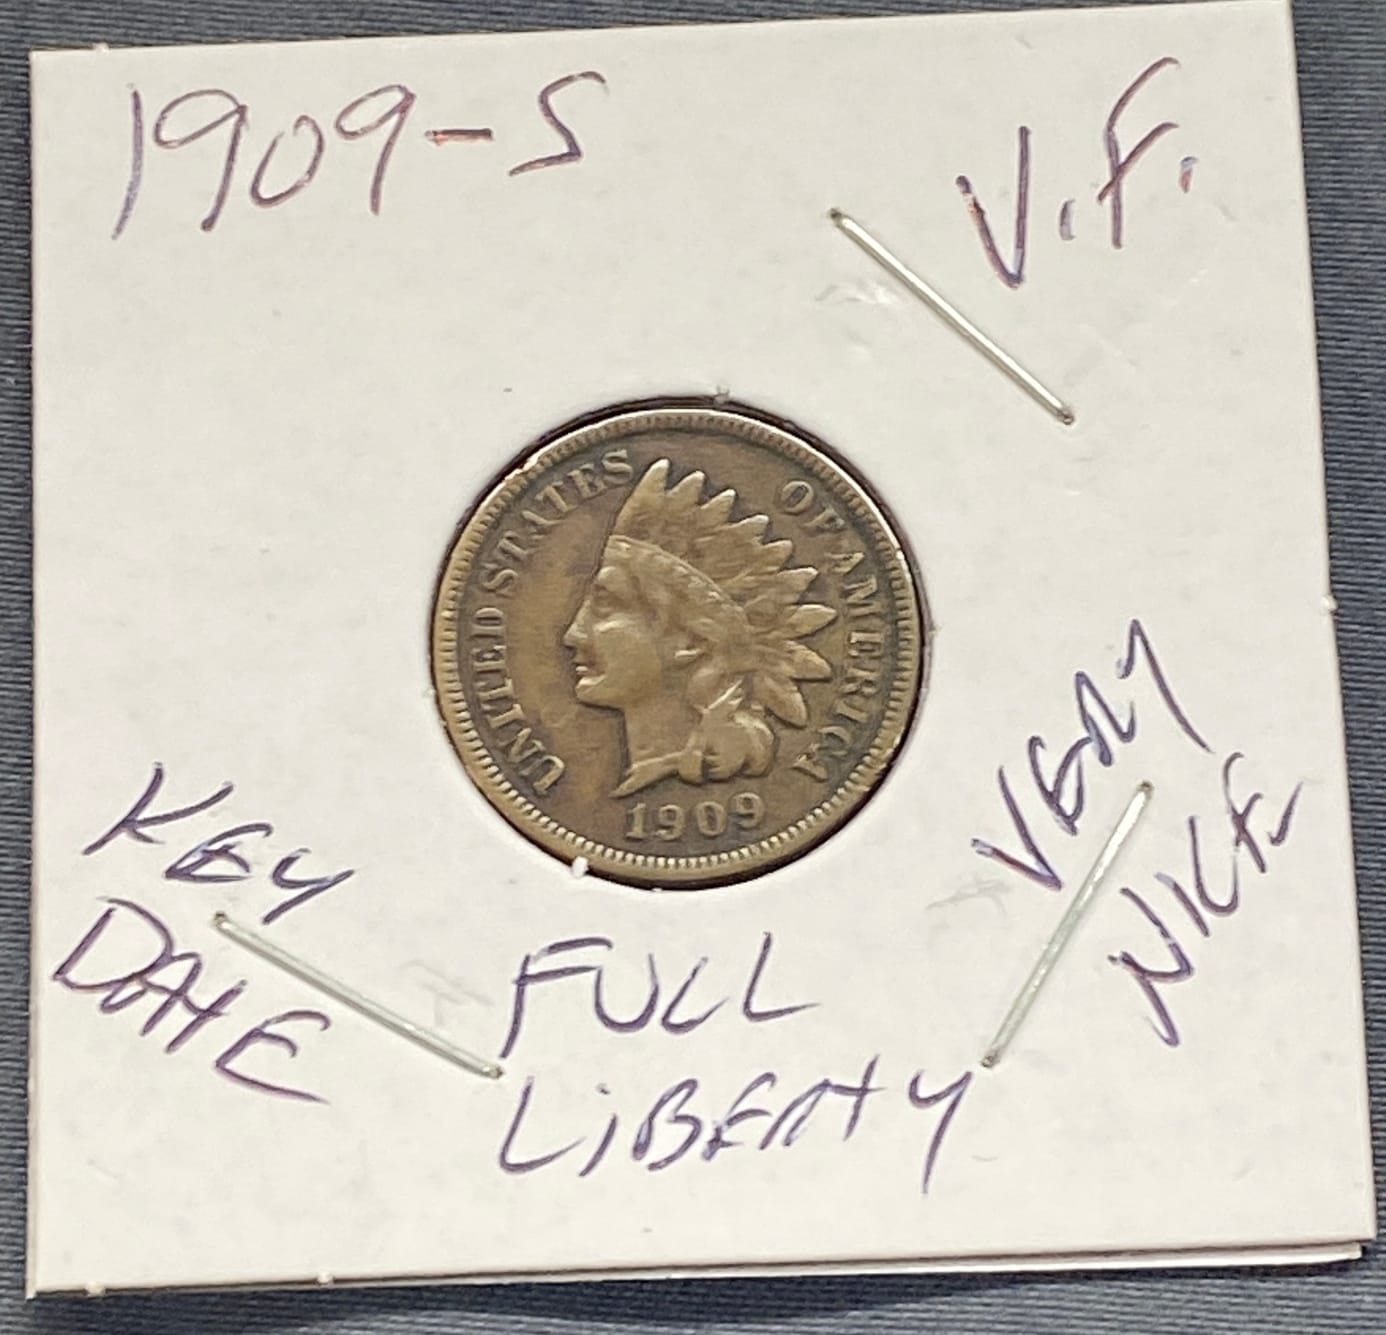 1909-S
V.F.
UNITED STATES OF AMERICA
1909
KEY
DATE
FULL
LIBERTY
VERY
NICE